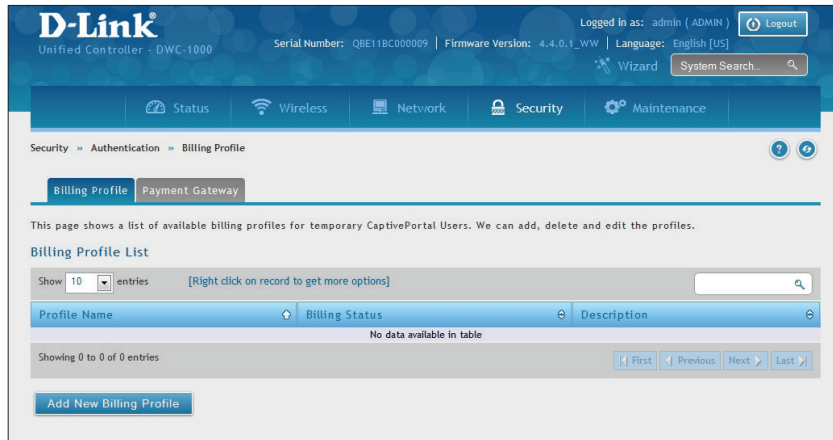 D-Link
Unified Controller - DWC-1000
Logged in as: admin ( ADMIN ) Logout
Serial Number: QBE11BC000009 | Firmware Version: 4.4.0.1_WW | Language: English [US]
Wizard System Search...
Status Wireless Network Security Maintenance
Security » Authentication » Billing Profile
Billing Profile Payment Gateway
This page shows a list of available billing profiles for temporary CaptivePortal Users. We can add, delete and edit the profiles.
Billing Profile List
Show 10 entries [Right click on record to get more options]
Profile Name Billing Status Description
No data available in table
Showing 0 to 0 of 0 entries First Previous Next Last
Add New Billing Profile